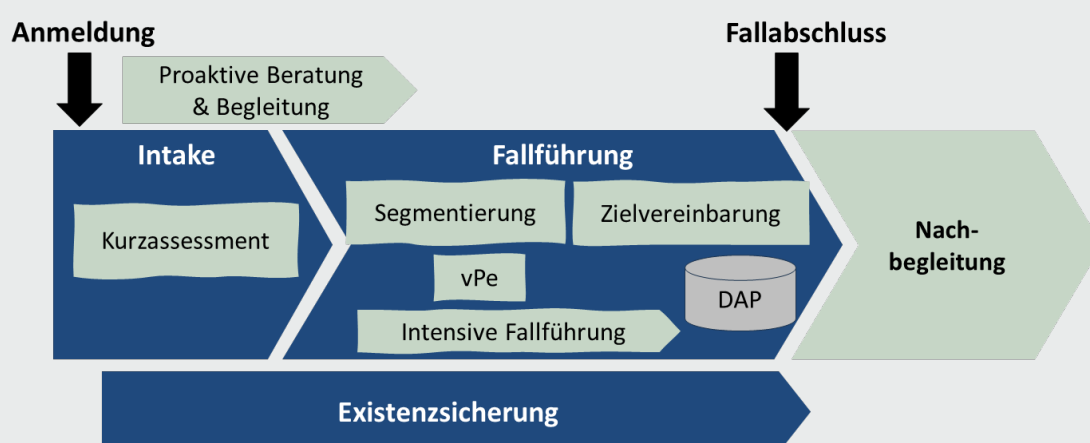 Anmeldung
Fallabschluss
Proaktive Beratung
& Begleitung
Intake
Fallführung
Segmentierung
Zielvereinbarung
Kurzassessment
Nach-
begleitung
vPe
DAP
Intensive Fallführung
Existenzsicherung